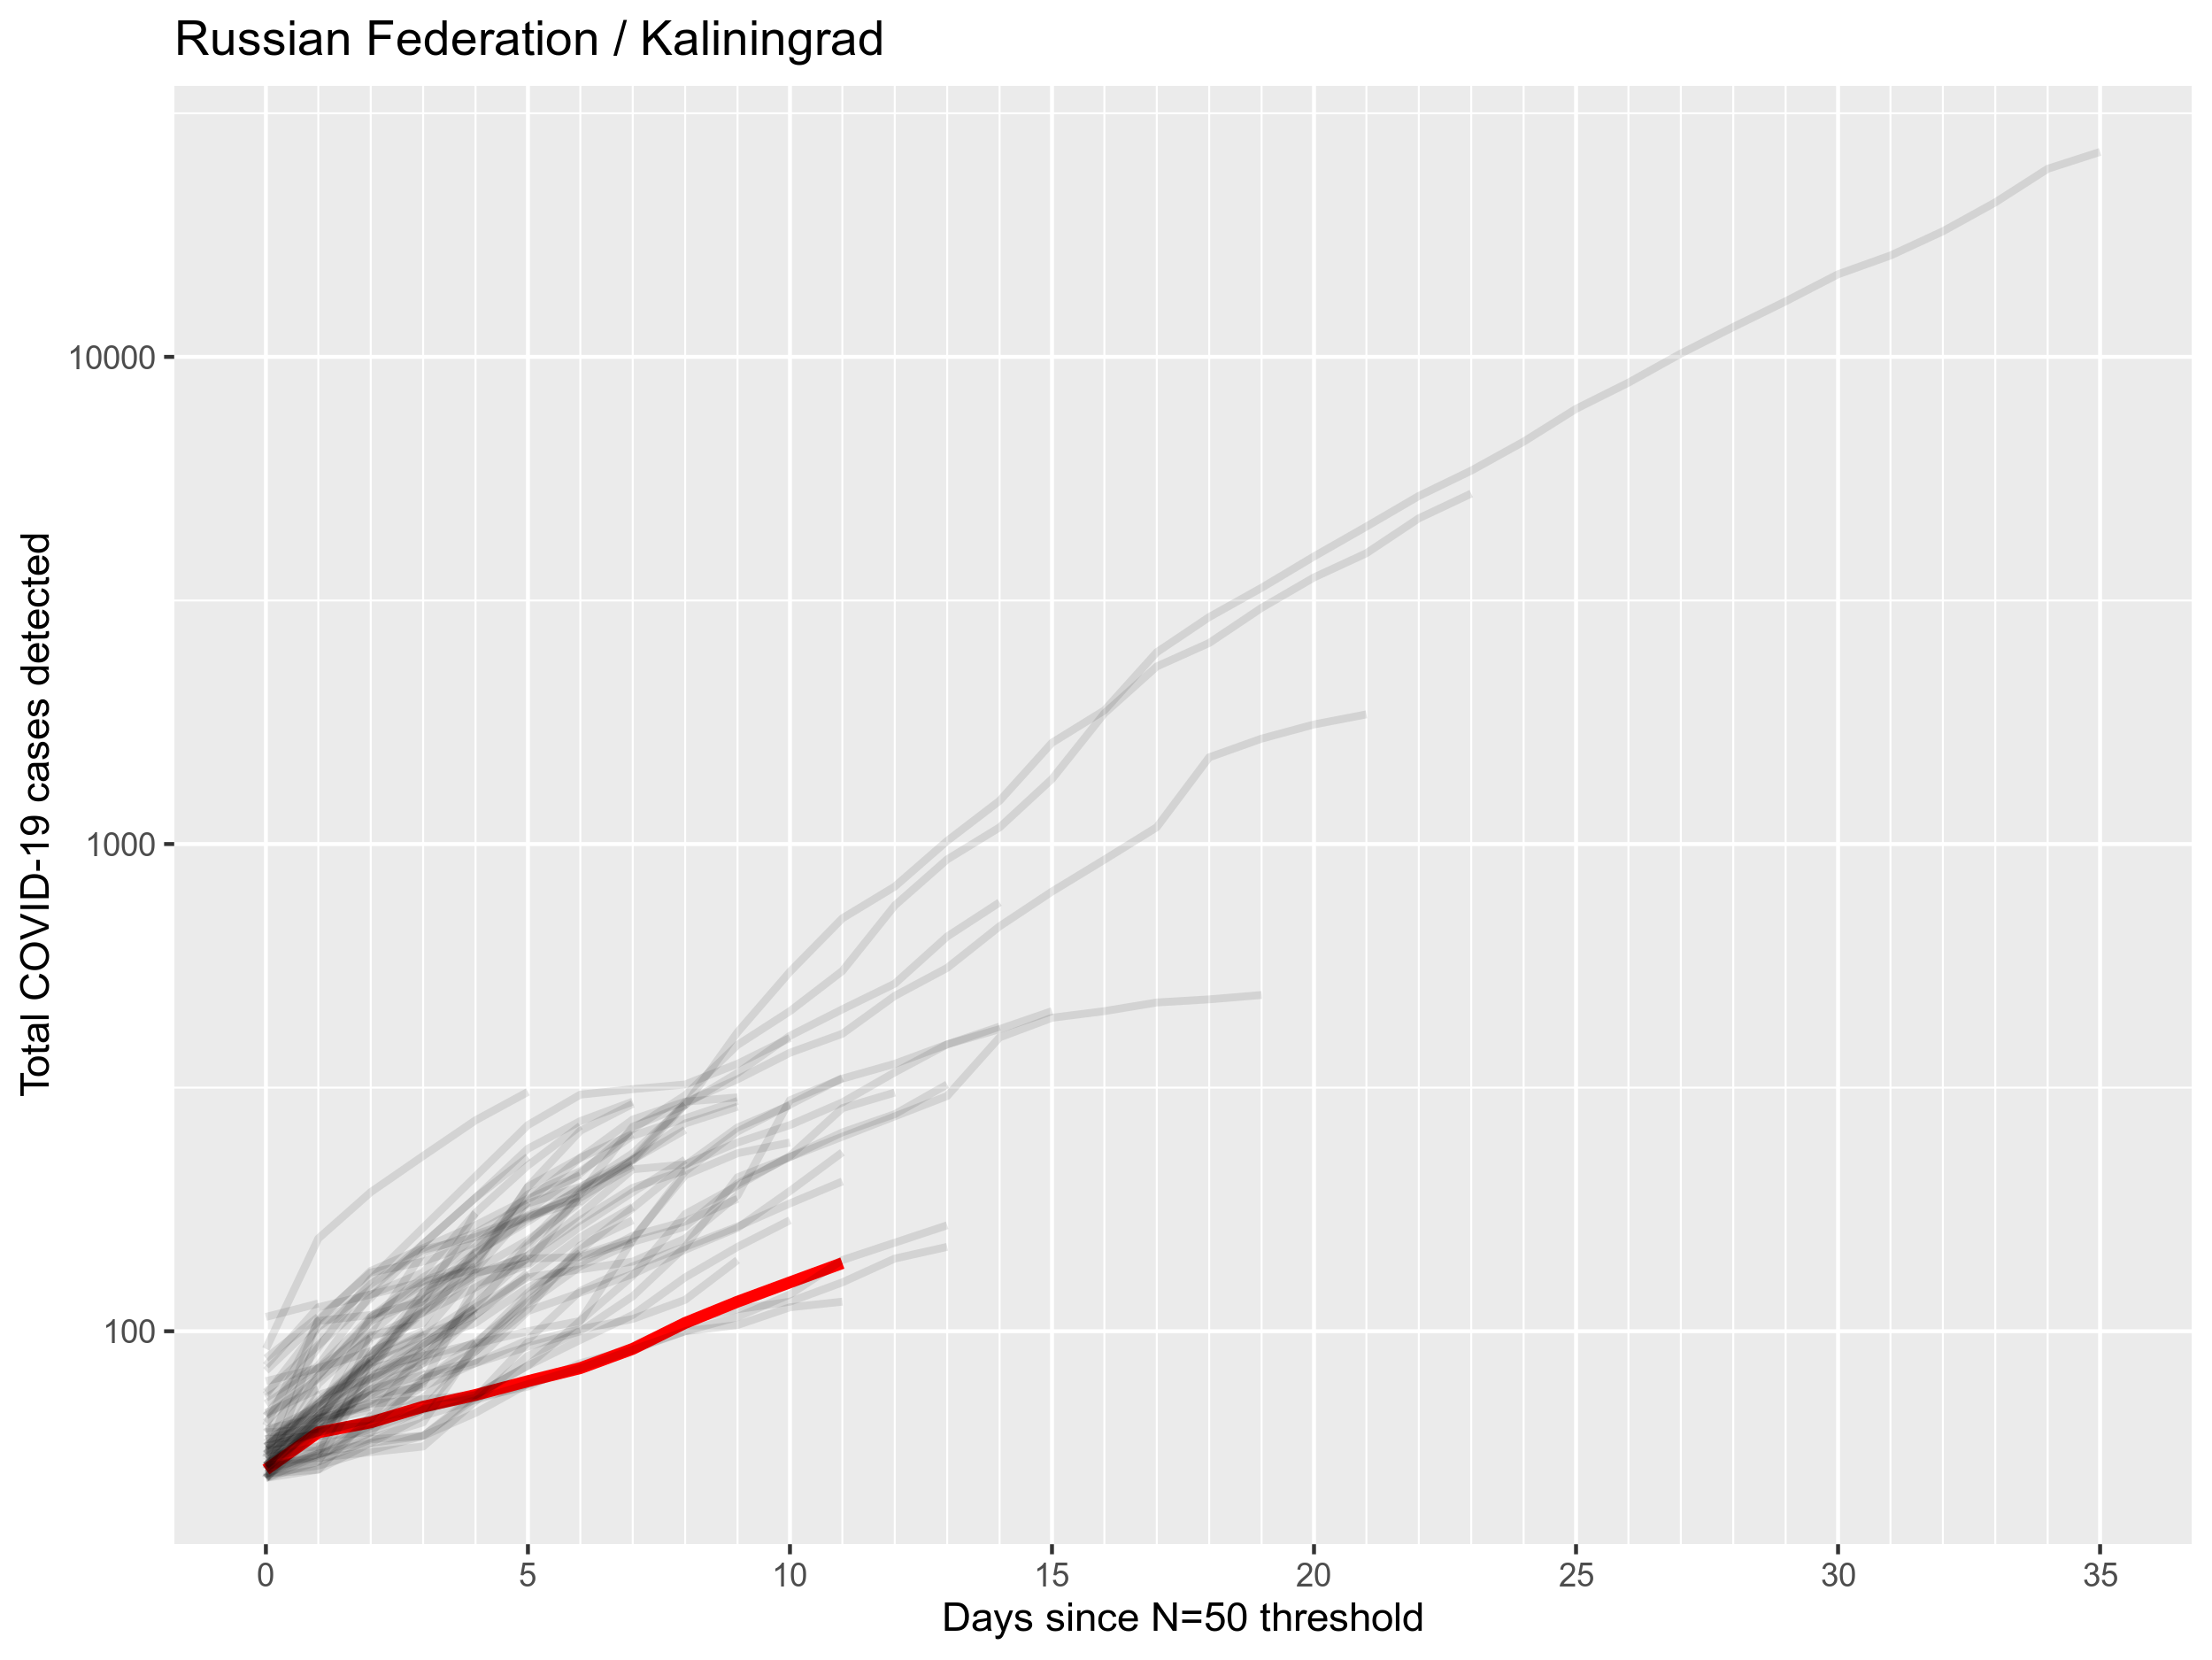 Russian Federation / Kaliningrad
Total COVID-19 cases detected
10000
1000
100
0 5 10 15 20 25 30 35
Days since N=50 threshold